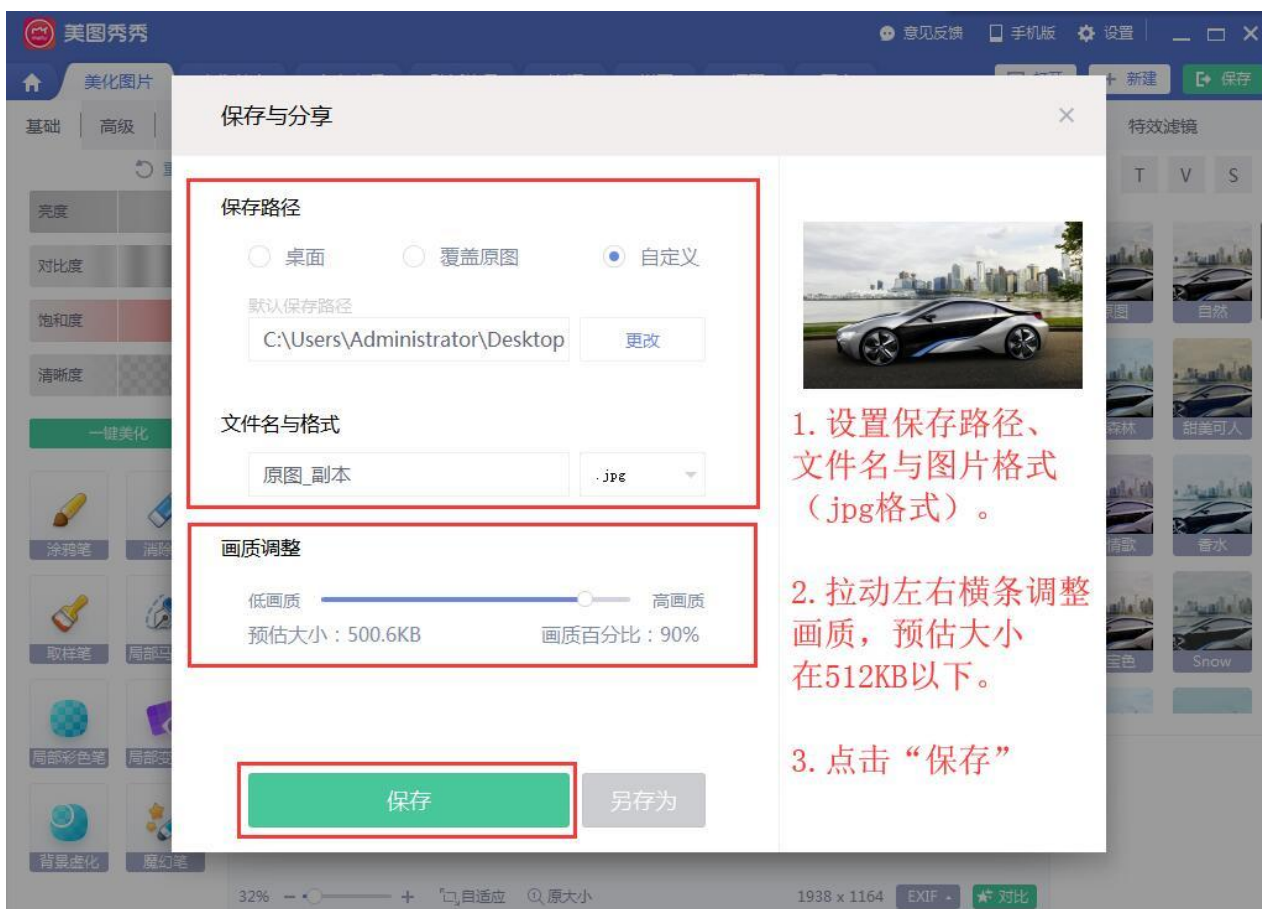 美图秀秀
意见反馈 手机版 设置
美化图片
新建 保存
基础 高级
特效滤镜
T V S
亮度
对比度
饱和度
清晰度
一键美化
涂鸦笔
取样笔
局部彩色笔
背景虚化 魔幻笔
保存与分享
保存路径
桌面 覆盖原图 自定义
默认保存路径
C:\Users\Administrator\Desktop 更改
文件名与格式
原图_副本 .jpg
画质调整
低画质 高画质
预估大小：500.6KB 画质百分比：90%
保存 另存为
1.设置保存路径、
文件名与图片格式
（jpg格式）。
2.拉动左右横条调整
画质，预估大小
在512KB以下。
3.点击“保存”
原图 自然
森林 甜美可人
情歌 香水
Snow
32% 自适应 原大小 1938 x 1164 EXIF 对比